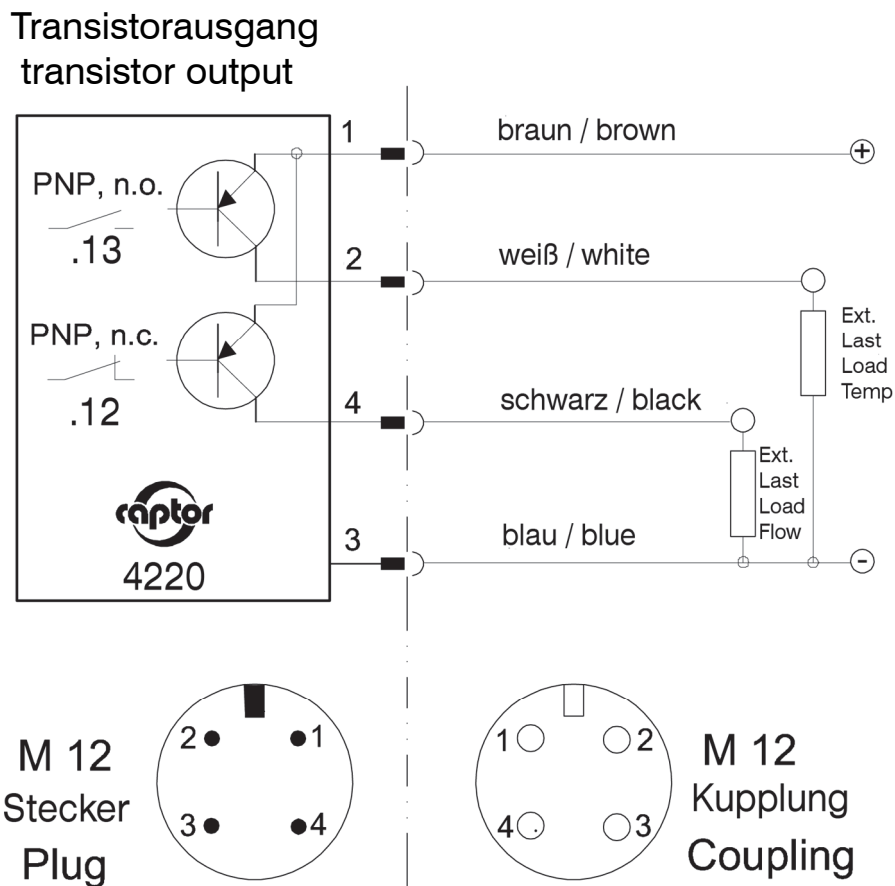 Transistorausgang
transistor output
1
braun / brown
+
PNP, n.o.
.13
2
weiß / white
Ext.
Last
Load
Temp
PNP, n.c.
.12
4
schwarz / black
Ext.
Last
Load
Flow
captor
4220
3
blau / blue
-
M 12
Stecker
Plug
2
1
3
4
1
2
4
3
M 12
Kupplung
Coupling